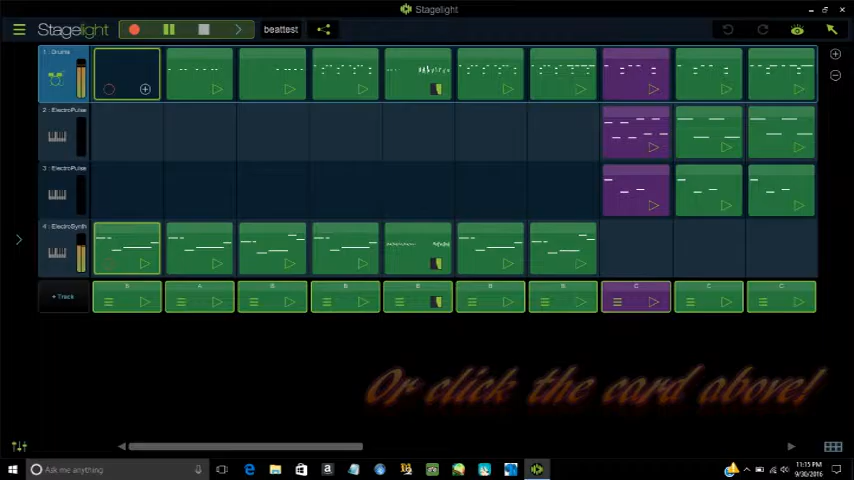 Stagelight
Stagelight
beattest
1 : Drums
2 : ElectroPulse
3 : ElectroPulse
4 : ElectroSynth
+ Track
A
C
C
C
Or click the card above!
Ask me anything
11:15 PM
9/30/2016